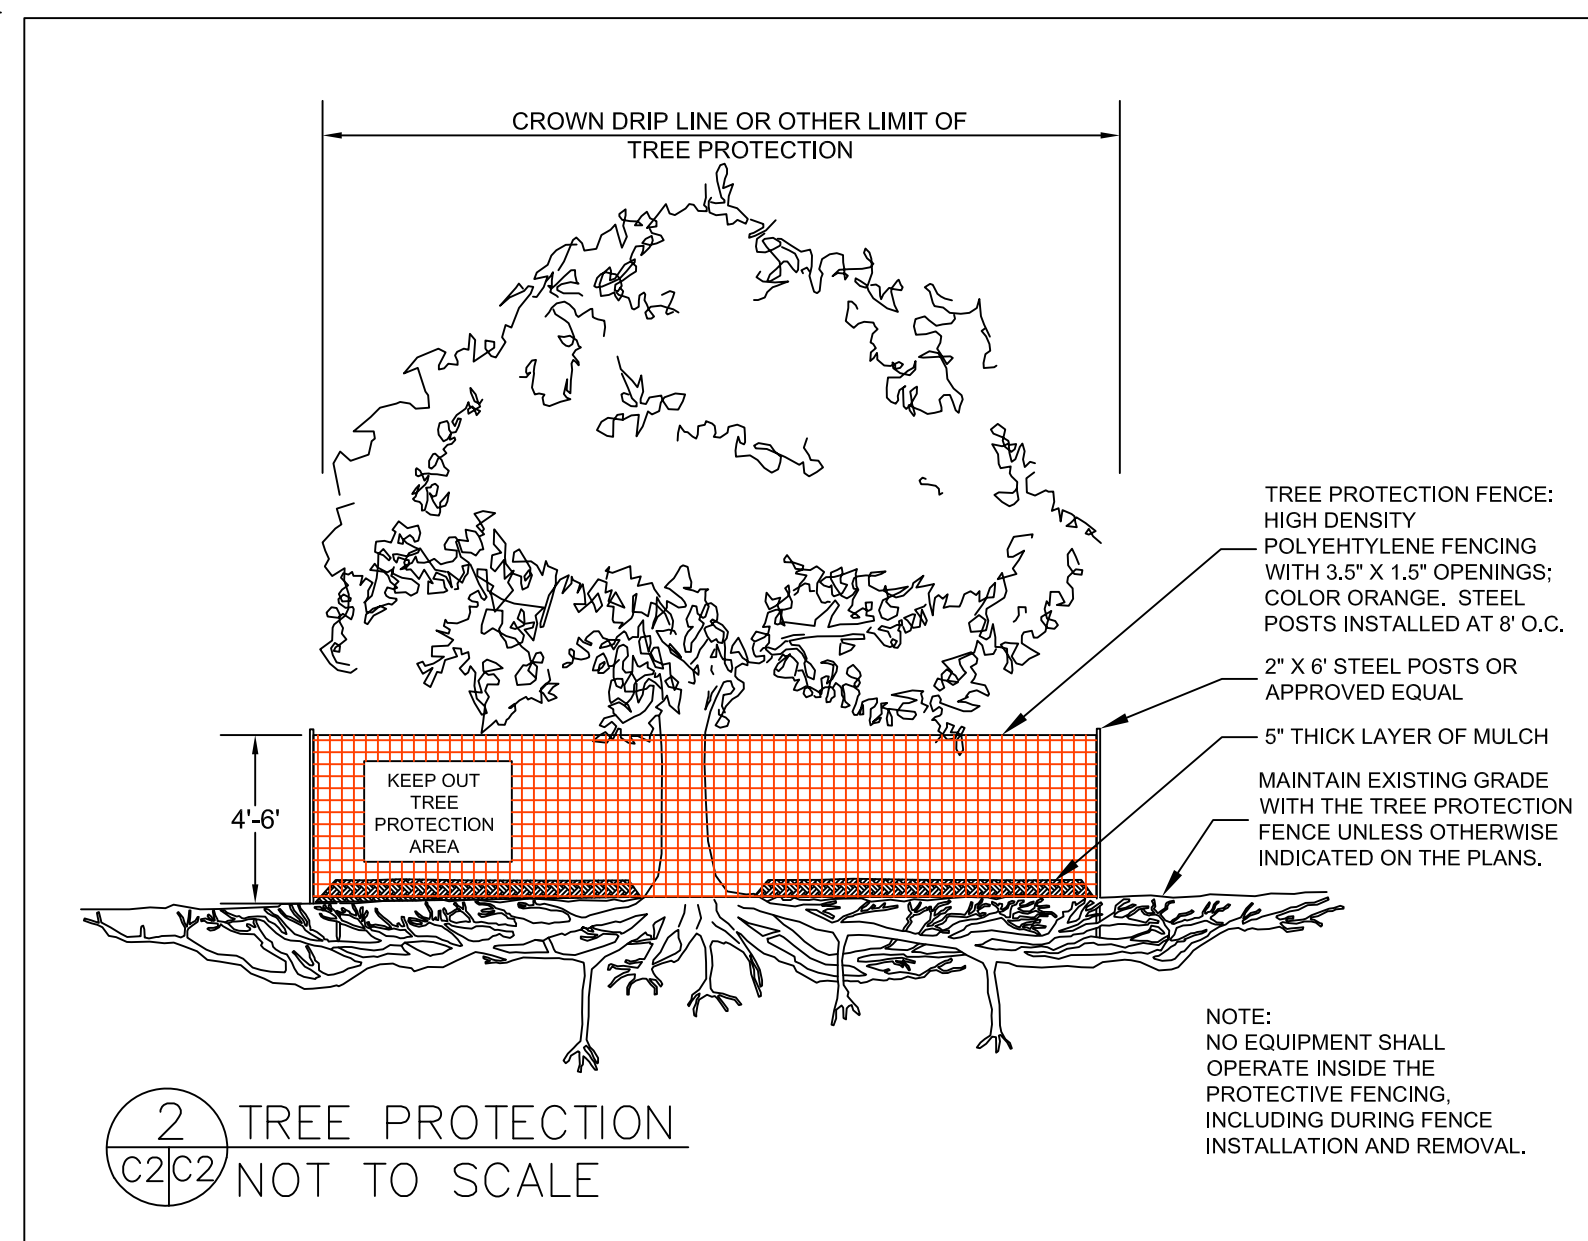 CROWN DRIP LINE OR OTHER LIMIT OF
TREE PROTECTION
TREE PROTECTION FENCE:
HIGH DENSITY
POLYEHTYLENE FENCING
WITH 3.5" X 1.5" OPENINGS;
COLOR ORANGE. STEEL
POSTS INSTALLED AT 8' O.C.
2" X 6' STEEL POSTS OR
APPROVED EQUAL
5" THICK LAYER OF MULCH
MAINTAIN EXISTING GRADE
WITH THE TREE PROTECTION
FENCE UNLESS OTHERWISE
INDICATED ON THE PLANS.
KEEP OUT
TREE
PROTECTION
AREA
4'-6'
NOTE:
NO EQUIPMENT SHALL
OPERATE INSIDE THE
PROTECTIVE FENCING,
INCLUDING DURING FENCE
INSTALLATION AND REMOVAL.
2
C2 C2
TREE PROTECTION
NOT TO SCALE